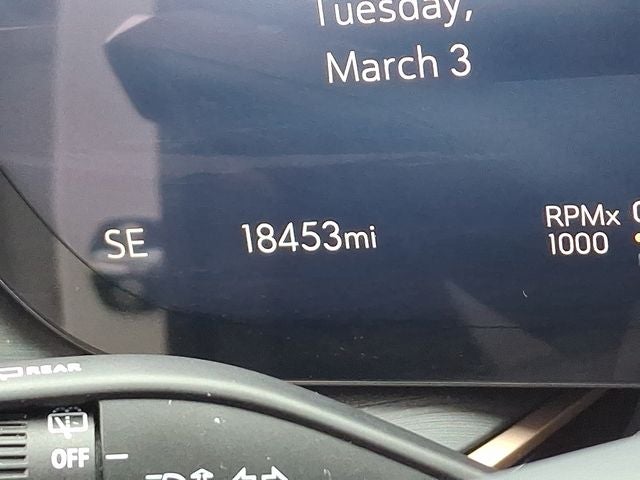 Tuesday,
March 3
SE
18453mi
RPMx
1000
REAR
OFF